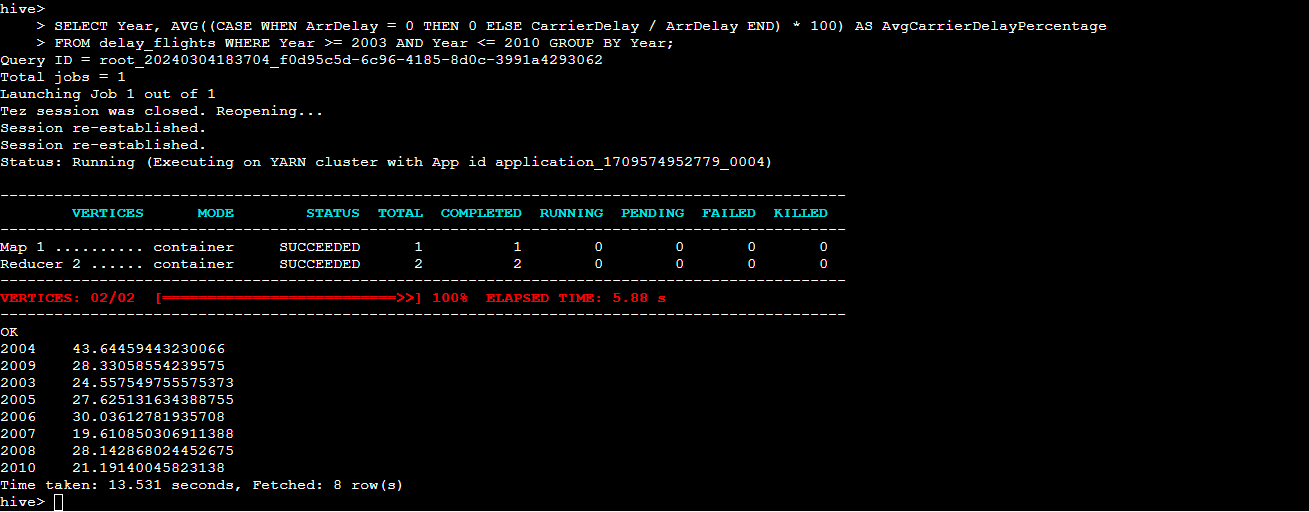 hive>
    > SELECT Year, AVG((CASE WHEN ArrDelay = 0 THEN 0 ELSE CarrierDelay / ArrDelay END) * 100) AS AvgCarrierDelayPercentage
    > FROM delay_flights WHERE Year >= 2003 AND Year <= 2010 GROUP BY Year;
Query ID = root_20240304183704_f0d95c5d-6c96-4185-8d0c-3991a4293062
Total jobs = 1
Launching Job 1 out of 1
Tez session was closed. Reopening...
Session re-established.
Session re-established.
Status: Running (Executing on YARN cluster with App id application_1709574952779_0004)

----------------------------------------------------------------------------------------------
        VERTICES      MODE        STATUS  TOTAL  COMPLETED  RUNNING  PENDING  FAILED  KILLED
----------------------------------------------------------------------------------------------
Map 1 .......... container     SUCCEEDED      1          1        0        0       0       0
Reducer 2 ...... container     SUCCEEDED      2          2        0        0       0       0
----------------------------------------------------------------------------------------------
VERTICES: 02/02  [==========================>>] 100%  ELAPSED TIME: 5.88 s
----------------------------------------------------------------------------------------------
OK
2004    43.64459443230066
2009    28.33058554239575
2003    24.557549755575373
2005    27.625131634388755
2006    30.03612781935708
2007    19.610850306911388
2008    28.142868024452675
2010    21.19140045823138
Time taken: 13.531 seconds, Fetched: 8 row(s)
hive>